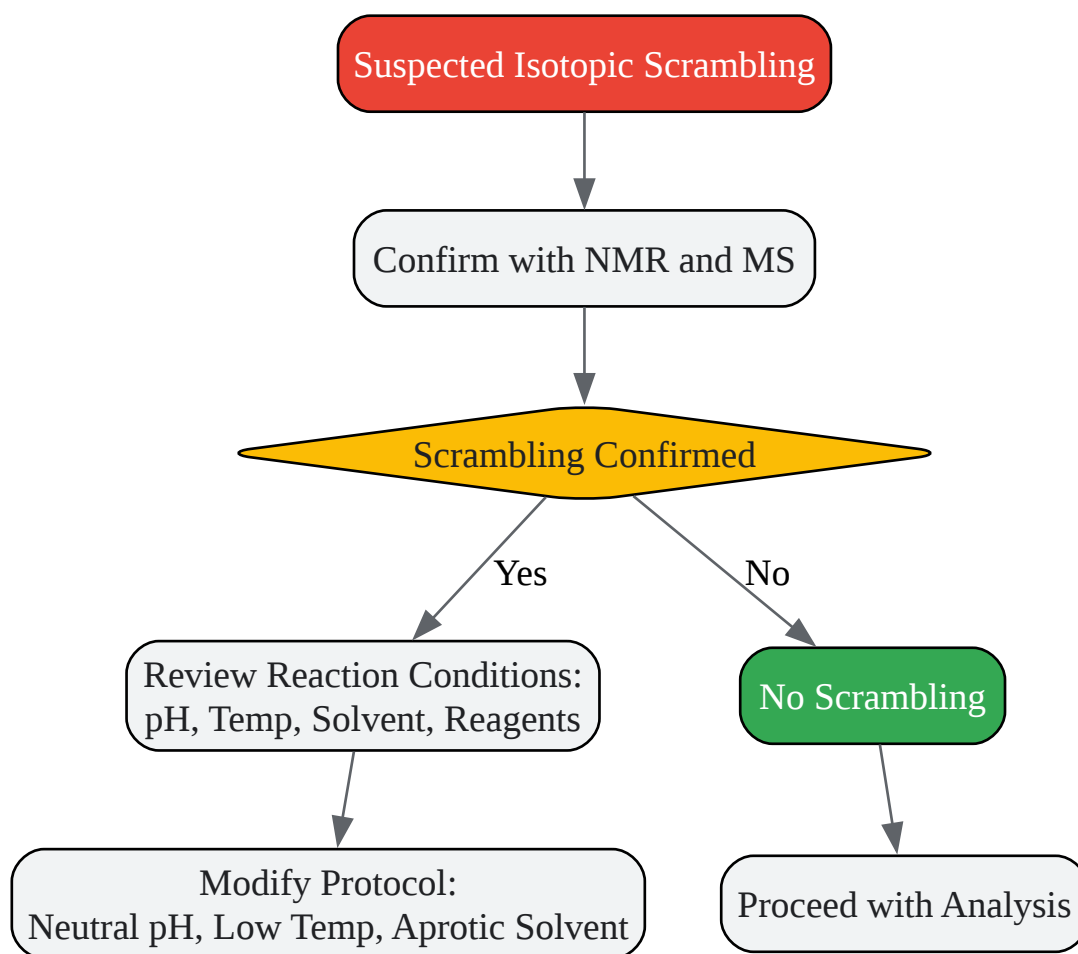 Suspected Isotopic Scrambling
Confirm with NMR and MS
Scrambling Confirmed
Yes
No
Review Reaction Conditions:
pH, Temp, Solvent, Reagents
No Scrambling
Modify Protocol:
Neutral pH, Low Temp, Aprotic Solvent
Proceed with Analysis